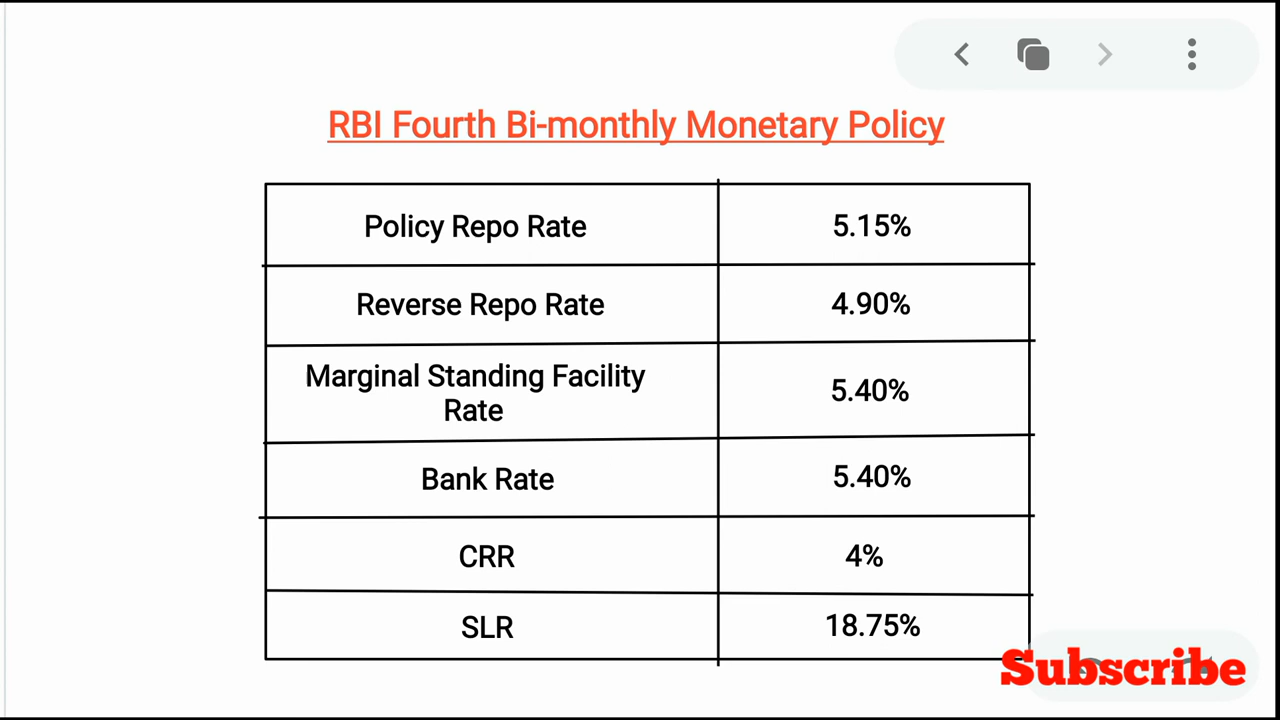 RBI Fourth Bi-monthly Monetary Policy
Policy Repo Rate 5.15%
Reverse Repo Rate 4.90%
Marginal Standing Facility
Rate 5.40%
Bank Rate 5.40%
CRR 4%
SLR 18.75%
Subscribe